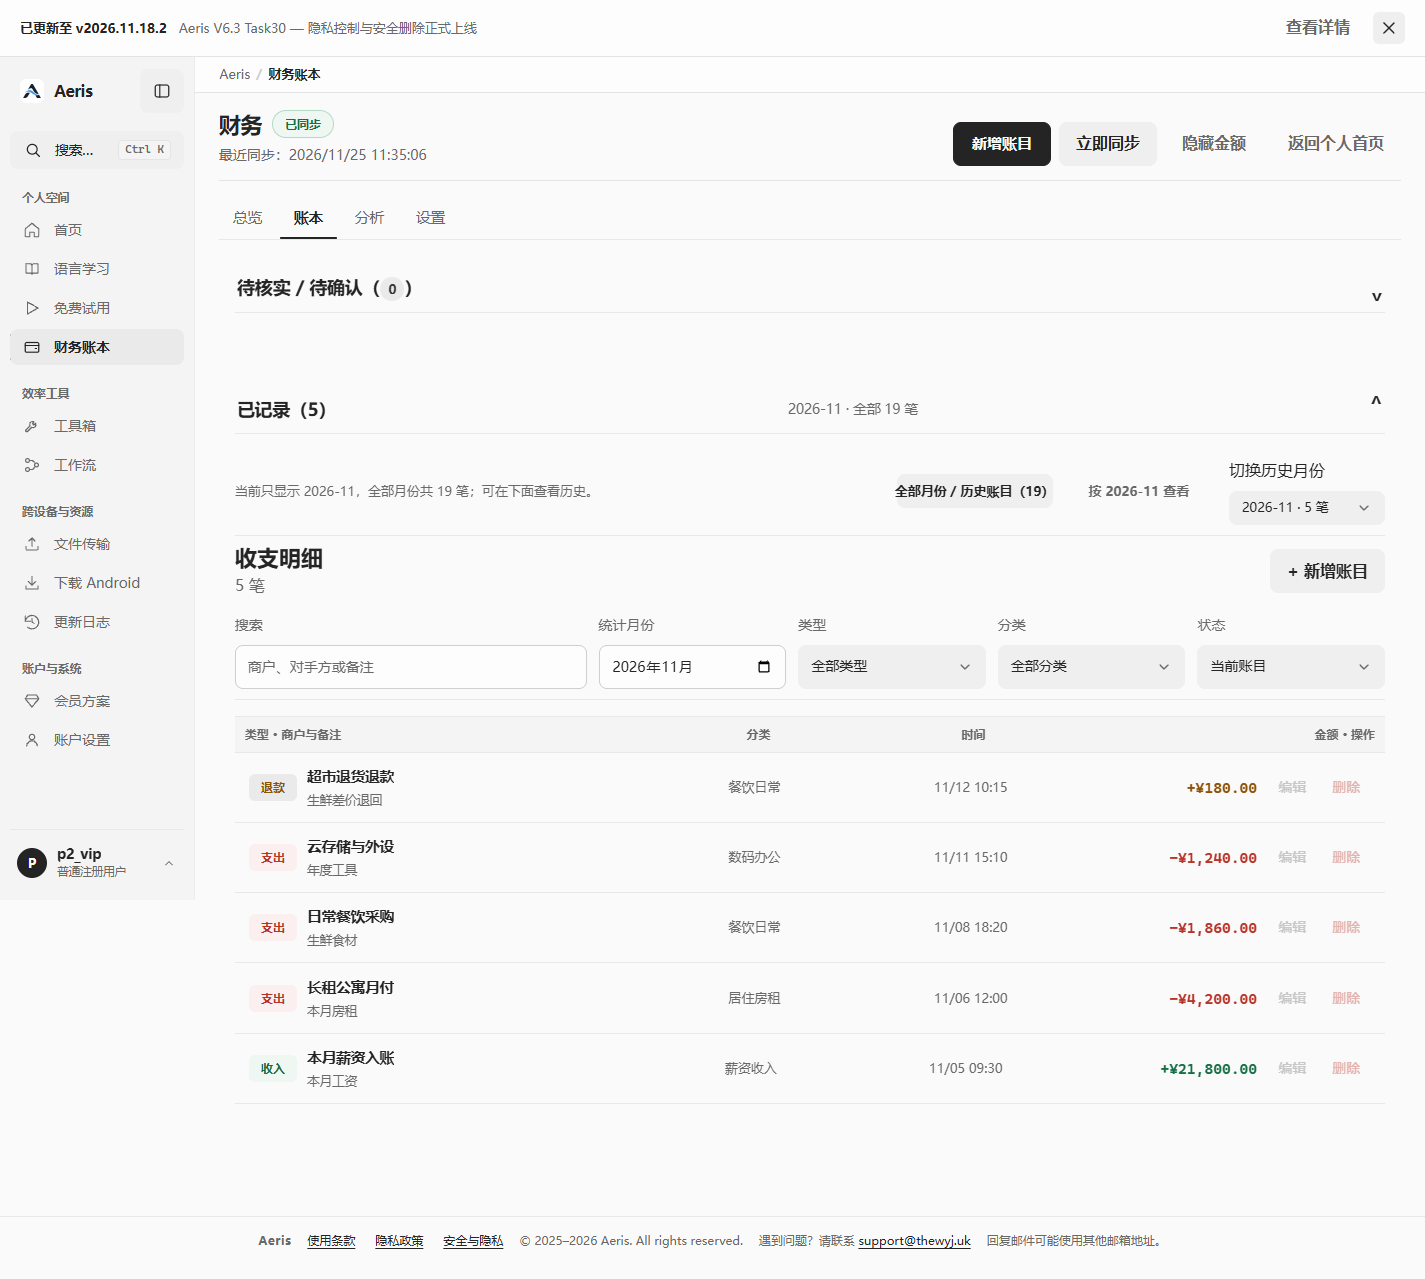 已更新至 v2026.11.18.2 Aeris V6.3 Task30 — 隐私控制与安全删除正式上线 查看详情
Aeris
搜索... Ctrl K
个人空间
首页
语言学习
免费试用
财务账本
效率工具
工具箱
工作流
跨设备与资源
文件传输
下载 Android
更新日志
账户与系统
会员方案
账户设置
P p2_vip
普通注册用户
Aeris / 财务账本
财务 已同步
最近同步：2026/11/25 11:35:06
新增账目 立即同步 隐藏金额 返回个人首页
总览 账本 分析 设置
待核实 / 待确认（0） v
已记录（5） 2026-11 · 全部 19 笔 ʌ
当前只显示 2026-11，全部月份共 19 笔；可在下面查看历史。 全部月份 / 历史账目（19） 按 2026-11 查看
切换历史月份
2026-11 · 5 笔
收支明细
5 笔
+ 新增账目
搜索 统计月份 类型 分类 状态
商户、对手方或备注 2026年11月 全部类型 全部分类 当前账目
类型 • 商户与备注 分类 时间 金额 • 操作
退款 超市退货退款 餐饮日常 11/12 10:15 +¥180.00 编辑 删除
生鲜差价退回
支出 云存储与外设 数码办公 11/11 15:10 −¥1,240.00 编辑 删除
年度工具
支出 日常餐饮采购 餐饮日常 11/08 18:20 −¥1,860.00 编辑 删除
生鲜食材
支出 长租公寓月付 居住房租 11/06 12:00 −¥4,200.00 编辑 删除
本月房租
收入 本月薪资入账 薪资收入 11/05 09:30 +¥21,800.00 编辑 删除
本月工资
Aeris 使用条款 隐私政策 安全与隐私 © 2025–2026 Aeris. All rights reserved. 遇到问题？请联系 support@thewyj.uk 回复邮件可能使用其他邮箱地址。